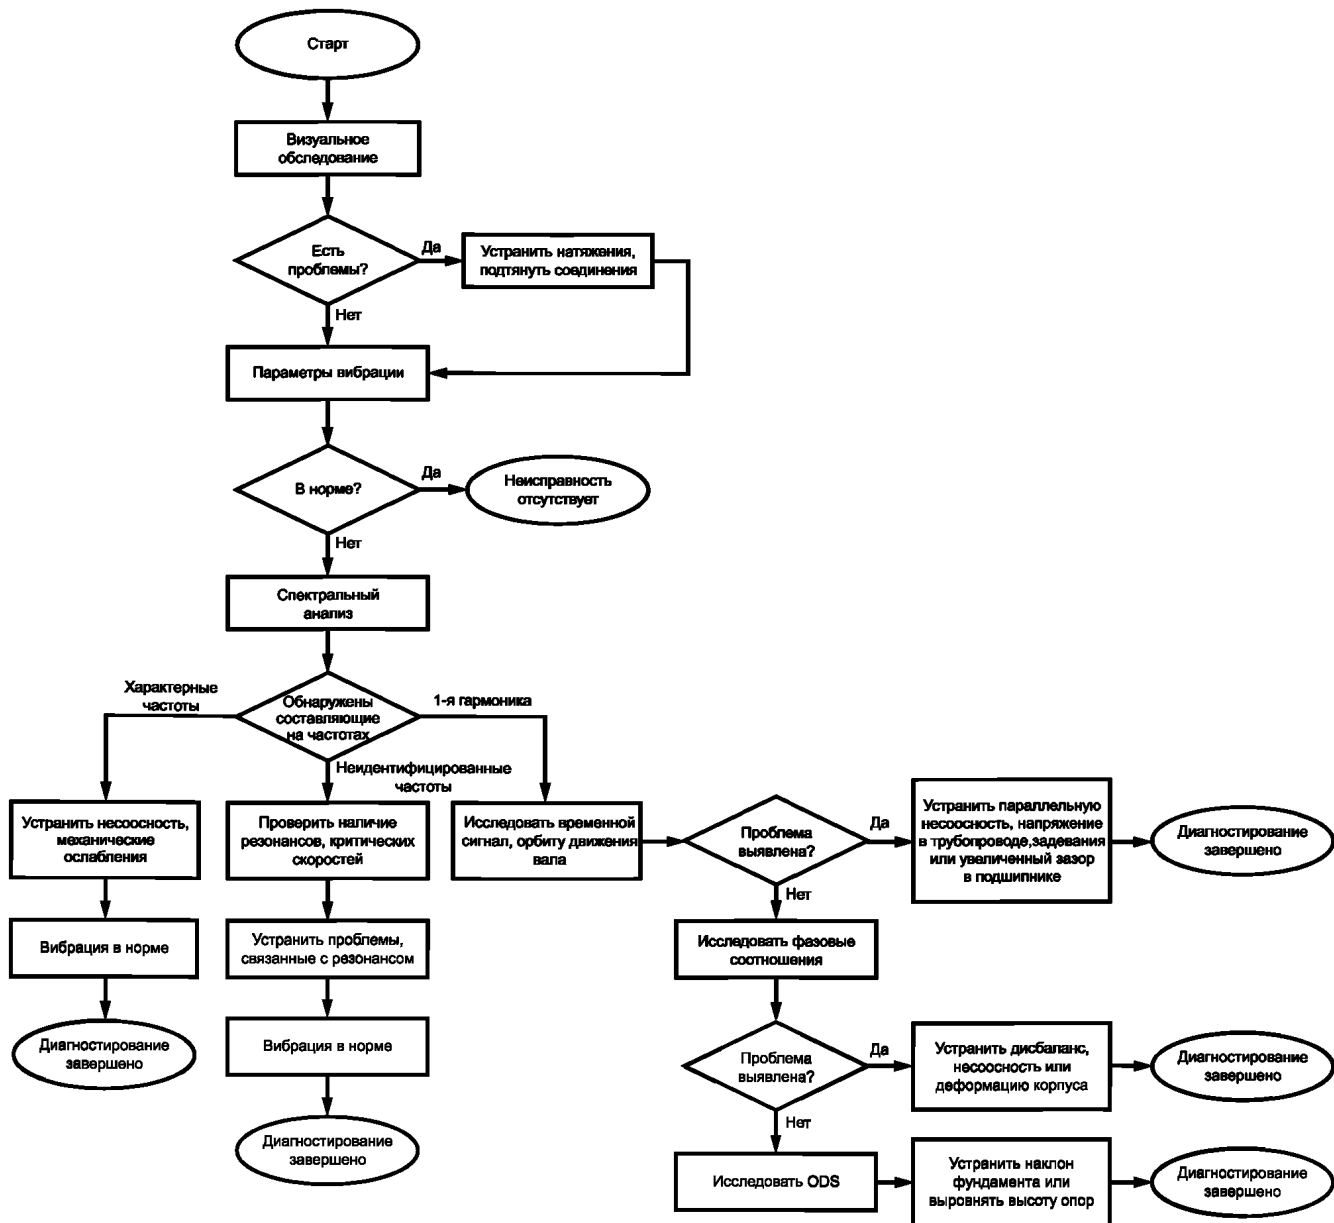 Старт
Визуальное
обследование
Есть
проблемы?
Да
Устранить натяжения,
подтянуть соединения
Нет
Параметры вибрации
В норме?
Да
Неисправность
отсутствует
Нет
Спектральный
анализ
Характерные
частоты
Обнаружены
составляющие
на частотах
1-я гармоника
Неидентифицированные
частоты
Устранить несоосность,
механические
ослабления
Проверить наличие
резонансов, критических
скоростей
Исследовать временной
сигнал, орбиту движения
вала
Проблема
выявлена?
Да
Устранить параллельную
несоосность, напряжение
в трубопроводе,задевания
или увеличенный зазор
в подшипнике
Диагностирование
завершено
Нет
Вибрация в норме
Устранить проблемы,
связанные с резонансом
Исследовать фазовые
соотношения
Диагностирование
завершено
Вибрация в норме
Проблема
выявлена?
Да
Устранить дисбаланс,
несоосность или
деформацию корпуса
Диагностирование
завершено
Нет
Диагностирование
завершено
Исследовать ODS
Устранить наклон
фундамента или
выровнять высоту опор
Диагностирование
завершено